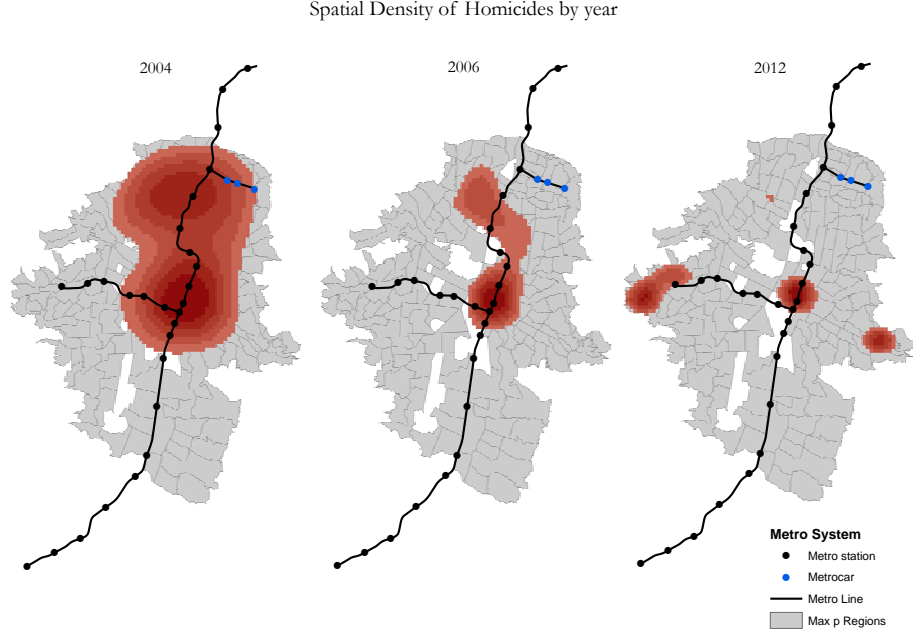 Spatial Density of Homicides by year
2004
2006
2012
Metro System
Metro station
Metrocar
Metro Line
Max p Regions